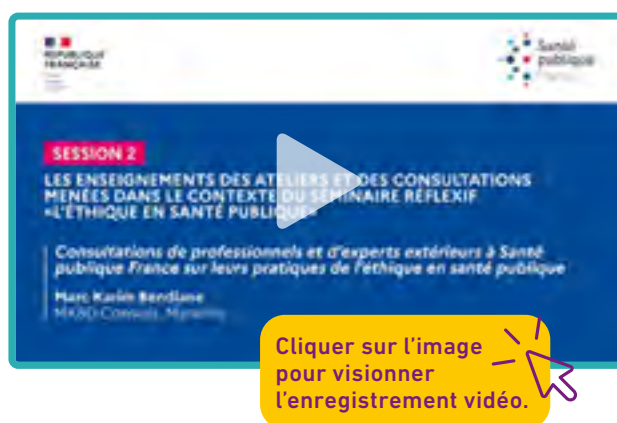 RÉPUBLIQUE
FRANÇAISE
Santé
publique
France
SESSION 2
LES ENSEIGNEMENTS DES ATELIERS ET DES CONSULTATIONS
MENÉES DANS LE CONTEXTE DU SÉMINAIRE RÉFLEXIF
«L'ÉTHIQUE EN SANTÉ PUBLIQUE»
Consultations de professionnels et d'experts extérieurs à Santé
publique France sur leurs pratiques de l'éthique en santé publique
Marc Karim Bendiane
Cliquer sur l'image
pour visionner
l'enregistrement vidéo.